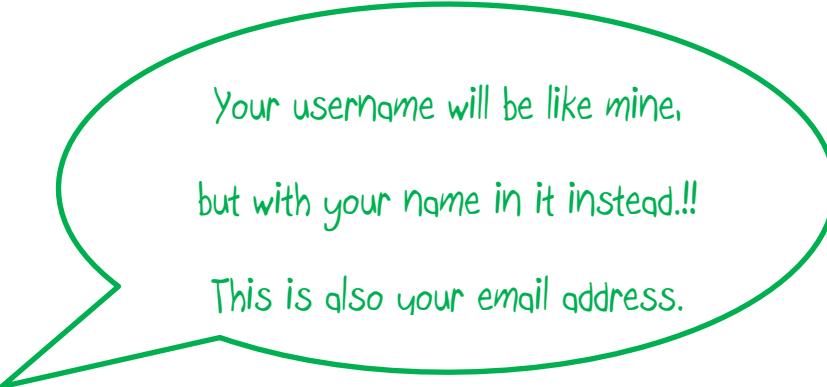 Your username will be like mine,
but with your name in it instead.!!
This is also your email address.